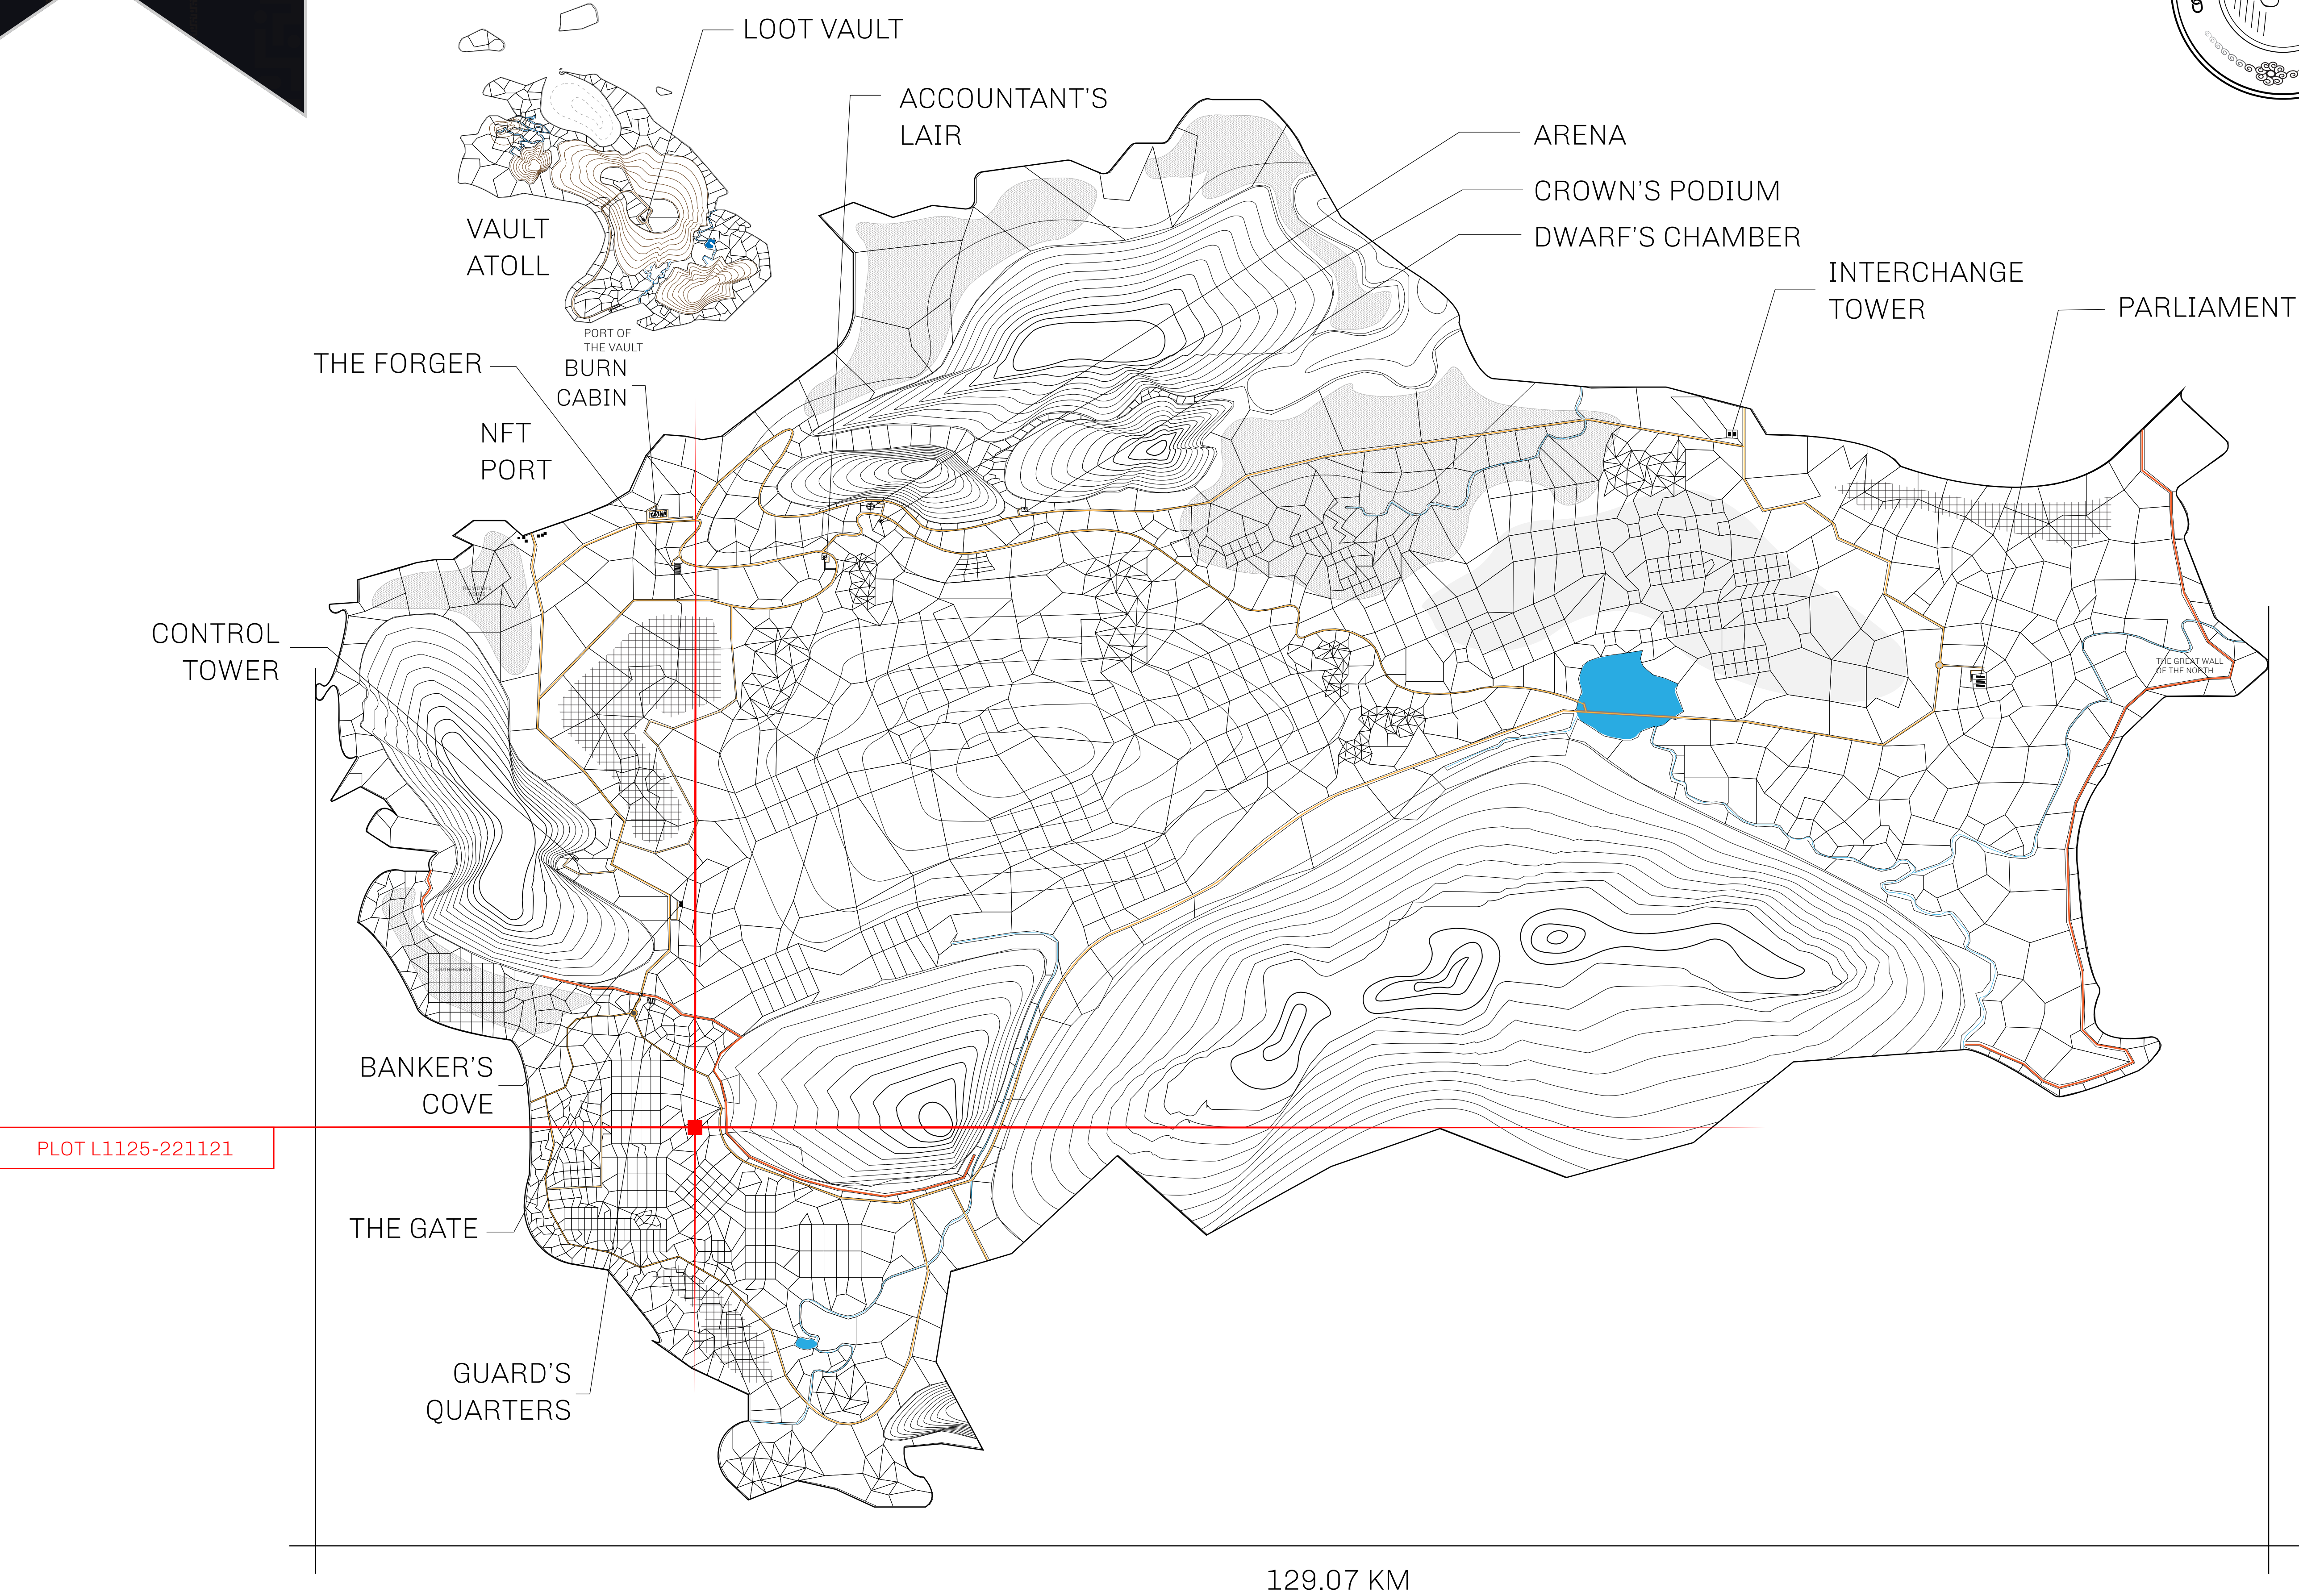 LOOT VAULT
ACCOUNTANT'S
LAIR
ARENA
CROWN'S PODIUM
DWARF'S CHAMBER
VAULT
ATOLL
INTERCHANGE
TOWER
PARLIAMENT
PORT OF
THE VAULT
THE FORGER
BURN
CABIN
NFT
PORT
CONTROL
TOWER
THE GREAT WALL
OF THE NORTH
SOUTH RESERVE
BANKER'S
COVE
PLOT L1125-221121
THE GATE
GUARD'S
QUARTERS
129.07 KM